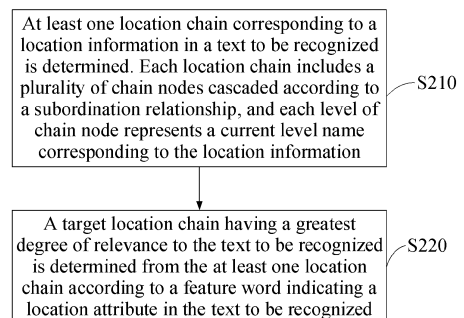 At least one location chain corresponding to a
location information in a text to be recognized
is determined. Each location chain includes a
plurality of chain nodes cascaded according to
a subordination relationship, and each level of
chain node represents a current level name
corresponding to the location information
S210
A target location chain having a greatest
degree of relevance to the text to be recognized
is determined from the at least one location
chain according to a feature word indicating a
location attribute in the text to be recognized
S220